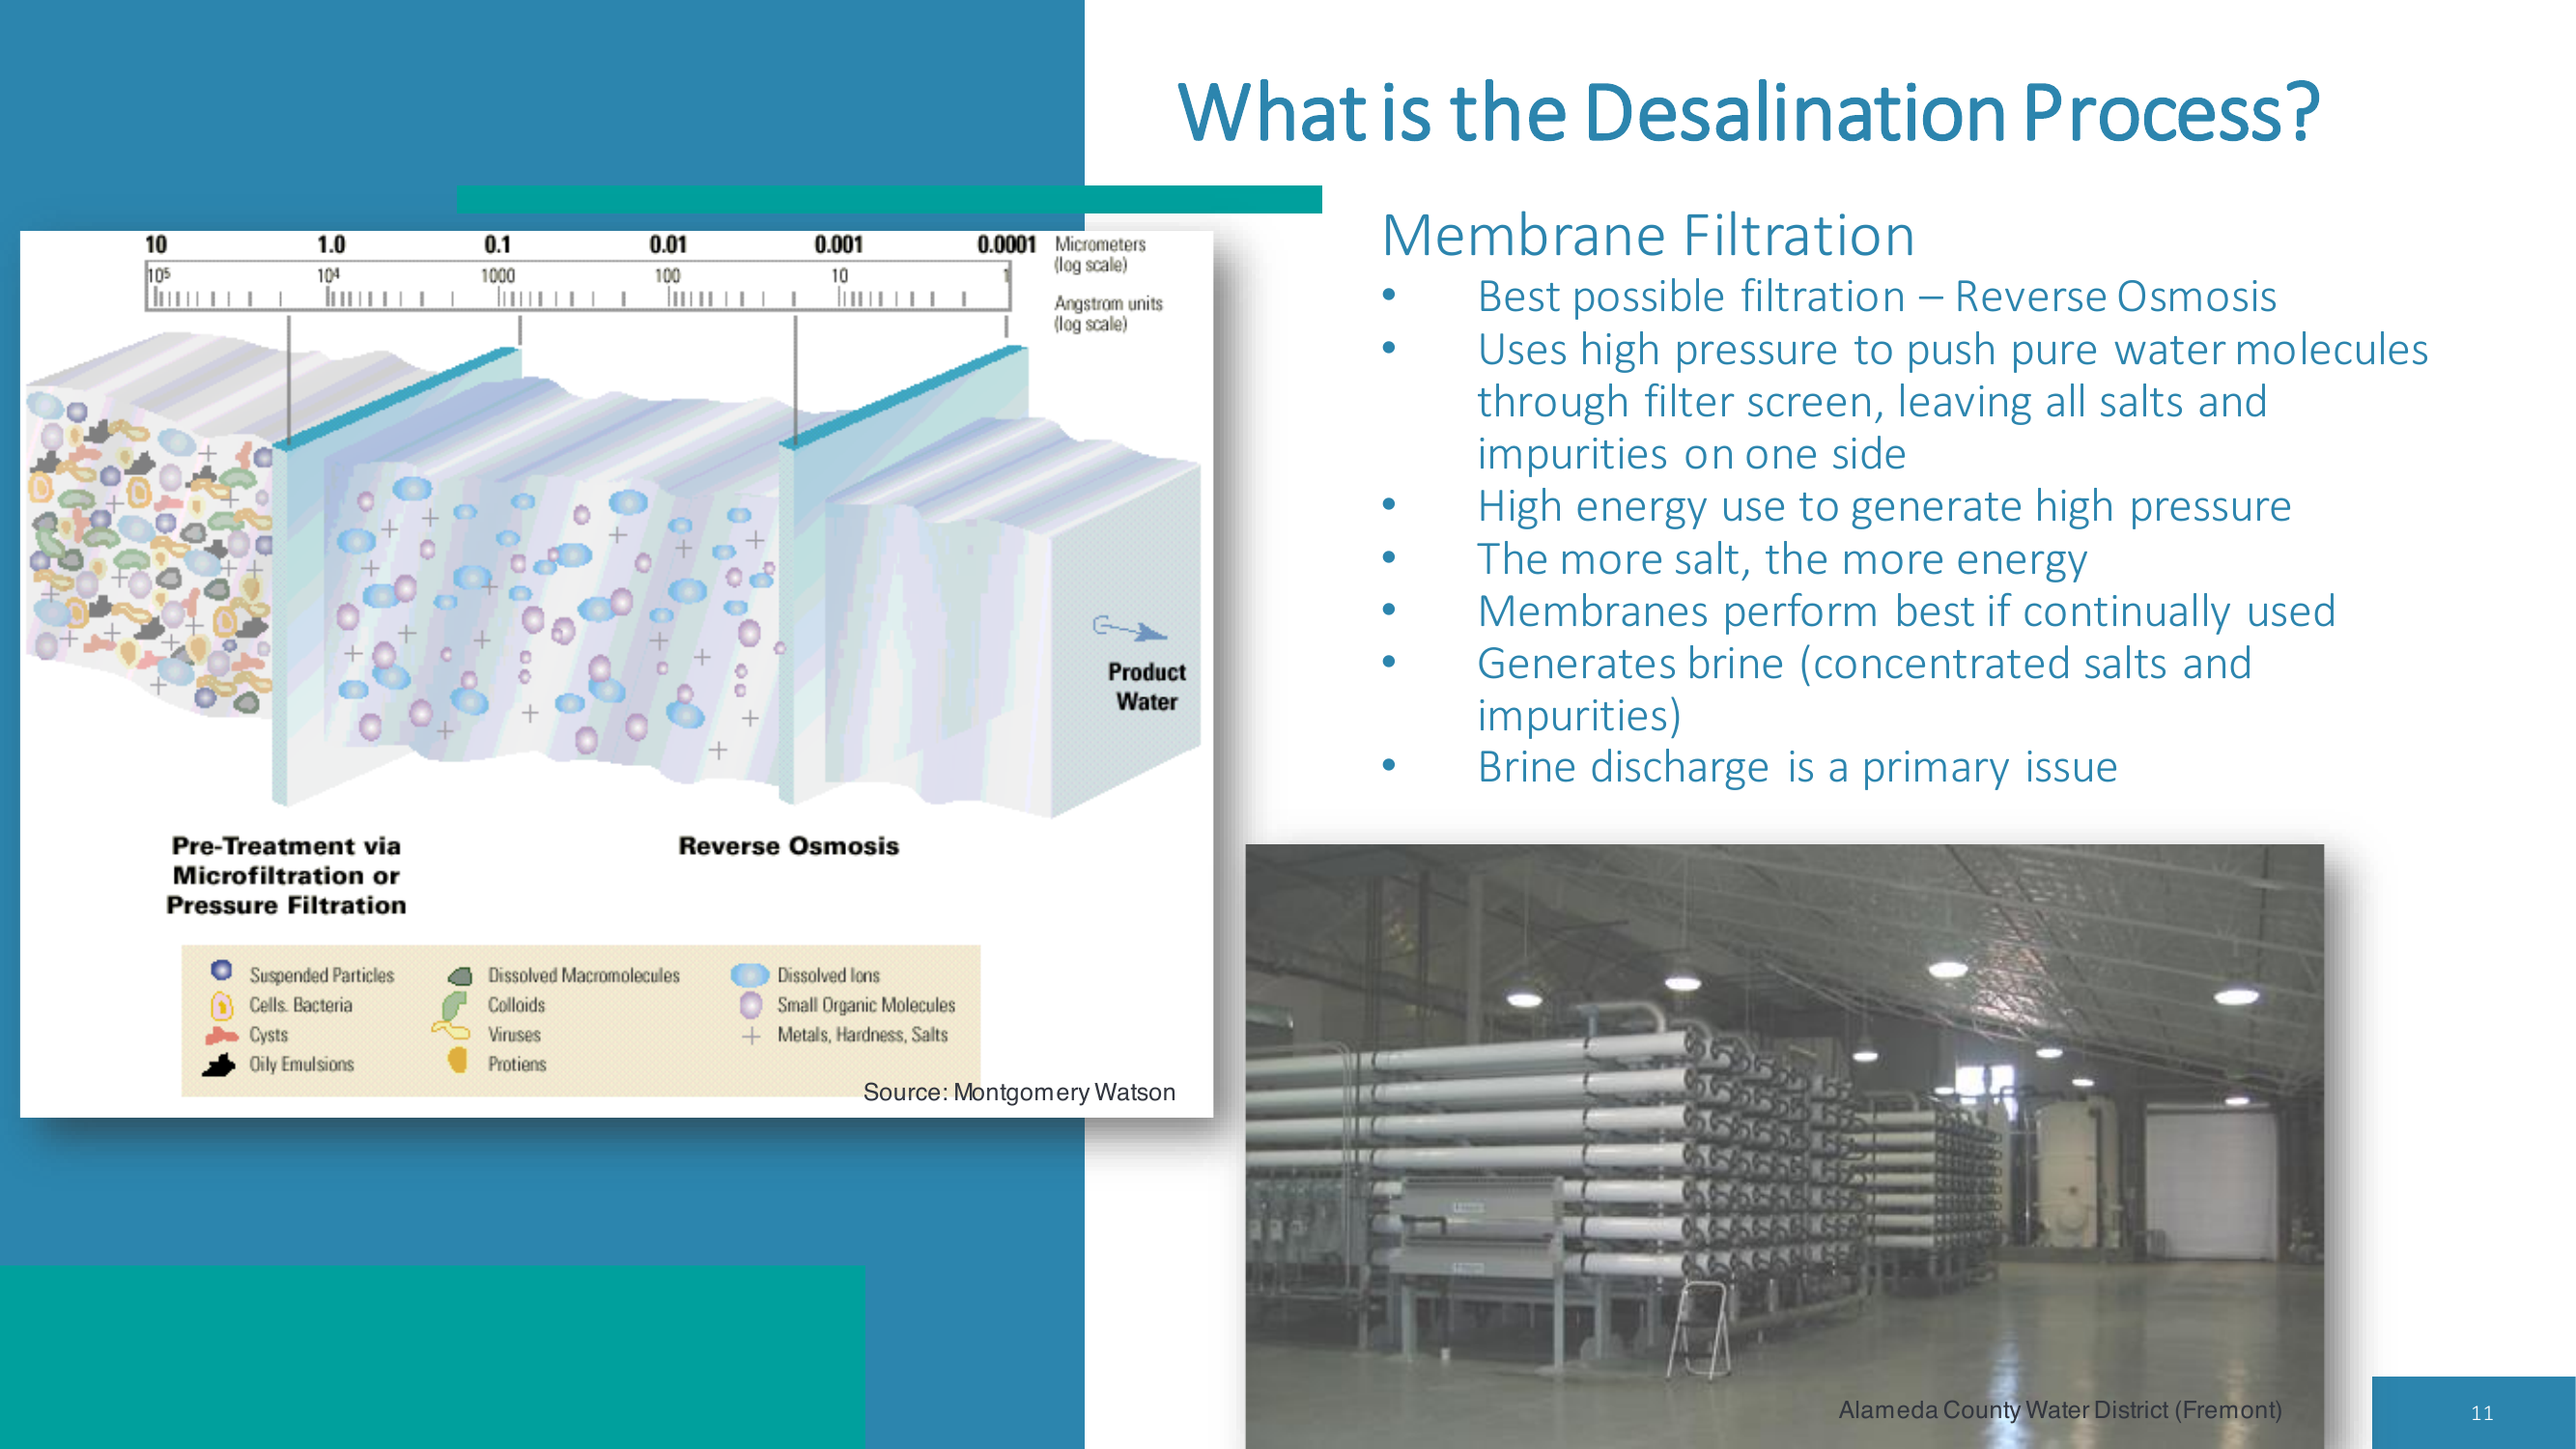 What is the Desalination Process?
10 1.0 0.1 0.01 0.001 0.0001 Micrometers
(log scale)
10⁵ 10⁴ 1000 100 10 1
Angstrom units
(log scale)
Product
Water
Pre-Treatment via
Microfiltration or
Pressure Filtration
Reverse Osmosis
Suspended Particles
Cells. Bacteria
Cysts
Oily Emulsions
Dissolved Macromolecules
Colloids
Viruses
Protiens
Dissolved Ions
Small Organic Molecules
Metals, Hardness, Salts
Source: Montgomery Watson
Membrane Filtration
• Best possible filtration – Reverse Osmosis
• Uses high pressure to push pure water molecules
through filter screen, leaving all salts and
impurities on one side
• High energy use to generate high pressure
• The more salt, the more energy
• Membranes perform best if continually used
• Generates brine (concentrated salts and
impurities)
• Brine discharge is a primary issue
Alameda County Water District (Fremont)
11